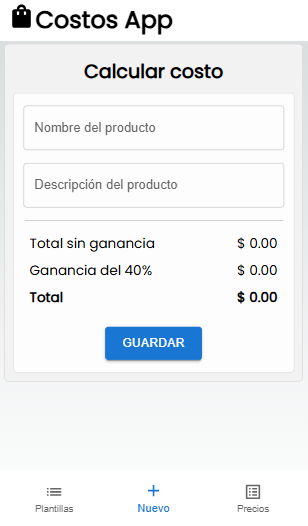 Costos App
Calcular costo
Nombre del producto
Descripción del producto
Total sin ganancia $ 0.00
Ganancia del 40% $ 0.00
Total $ 0.00
GUARDAR
Plantillas Nuevo Precios